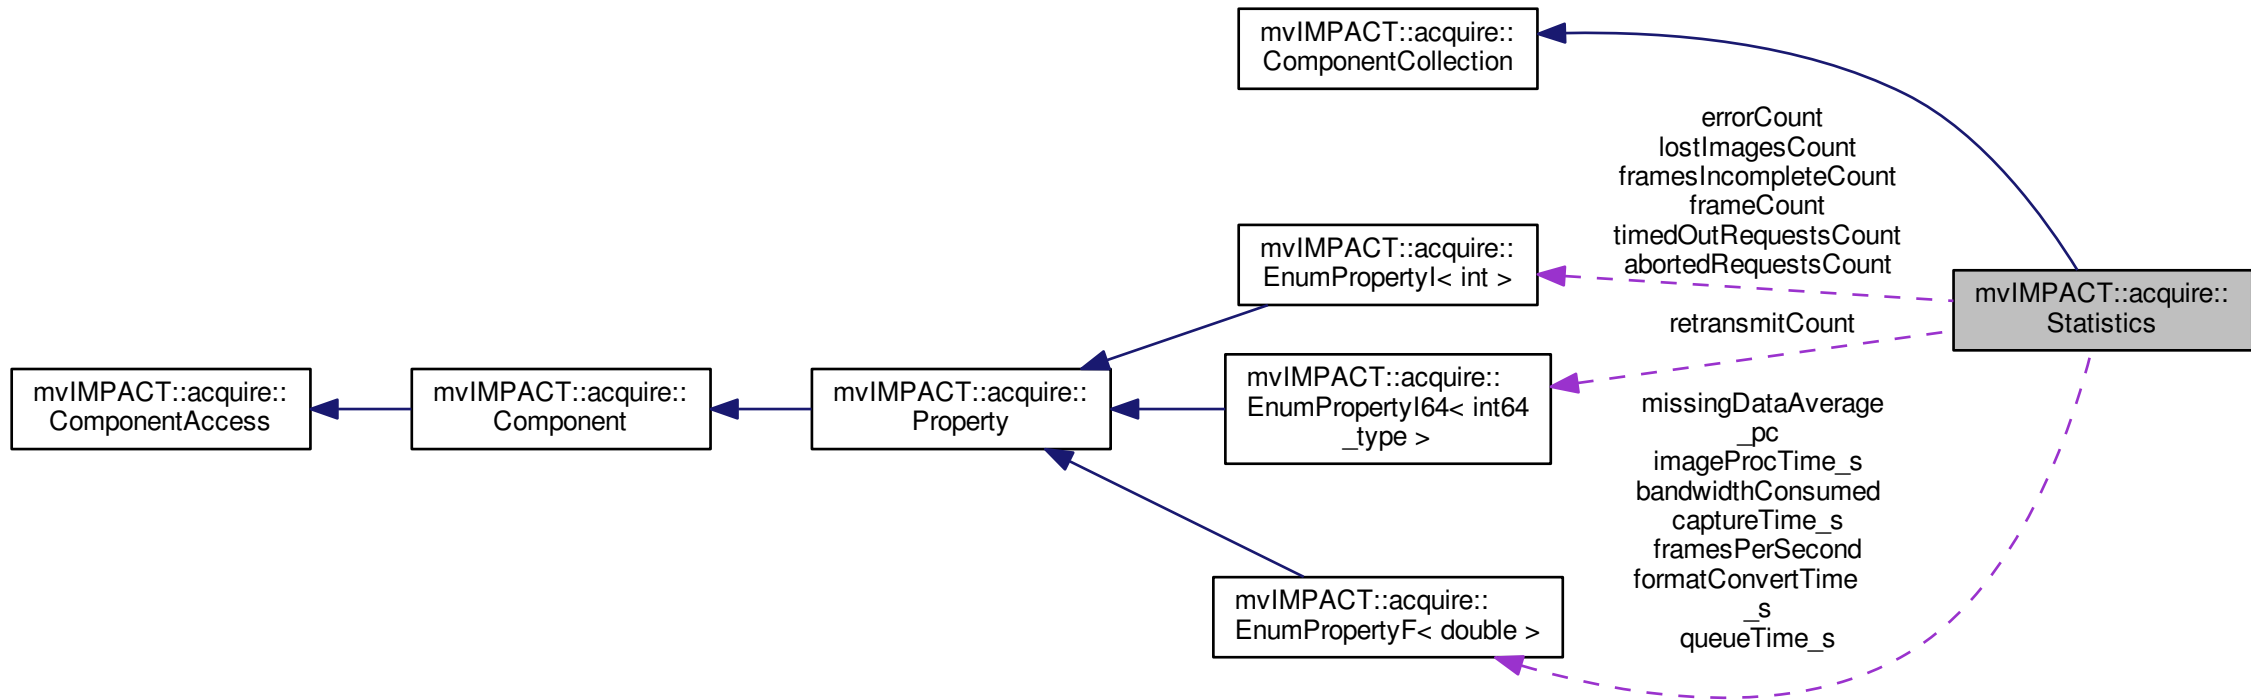 mvIMPACT::acquire::
ComponentCollection
errorCount
lostImagesCount
framesIncompleteCount
frameCount
timedOutRequestsCount
abortedRequestsCount
mvIMPACT::acquire::
EnumPropertyI< int >
mvIMPACT::acquire::
Statistics
retransmitCount
mvIMPACT::acquire::
ComponentAccess
mvIMPACT::acquire::
Component
mvIMPACT::acquire::
Property
mvIMPACT::acquire::
EnumPropertyI64< int64
_type >
missingDataAverage
_pc
imageProcTime_s
bandwidthConsumed
captureTime_s
framesPerSecond
formatConvertTime
_s
queueTime_s
mvIMPACT::acquire::
EnumPropertyF< double >